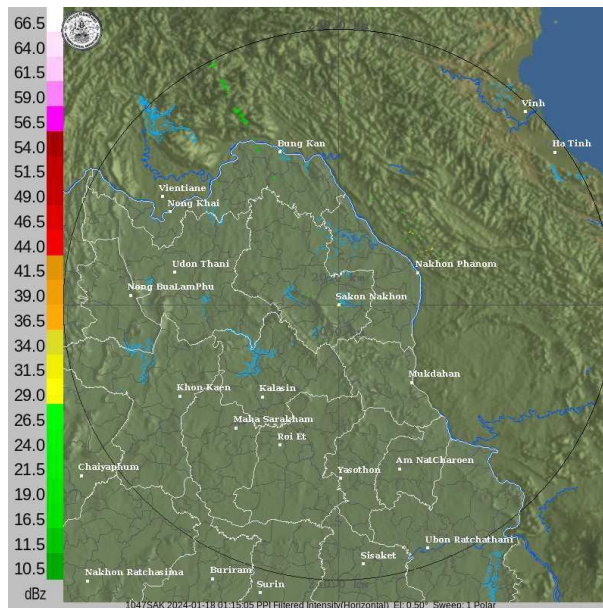 66.5
64.0
61.5
59.0
56.5
54.0
51.5
49.0
46.5
44.0
41.5
39.0
36.5
34.0
31.5
29.0
26.5
24.0
21.5
19.0
16.5
11.5
10.5
dBz
Vinh
Ha Tinh
Bung Kan
Vientiane
Nong Khai
Udon Thani
Nakhon Phanom
Nong BuaLamPhu
Sakon Nakhon
Mukdahan
Khon Kaen
Kalasin
Maha Sarakham
Roi Et
Am NatCharoen
Chaiyaphum
Yasothon
Ubon Ratchathani
Sisaket
Nakhon Ratchasima
Buriram
Surin
1047SAK 2024-01-18 01:15:05 PPI Filtered Intensity(Horizontal) El: 0.50° Sweep: 1 Polar